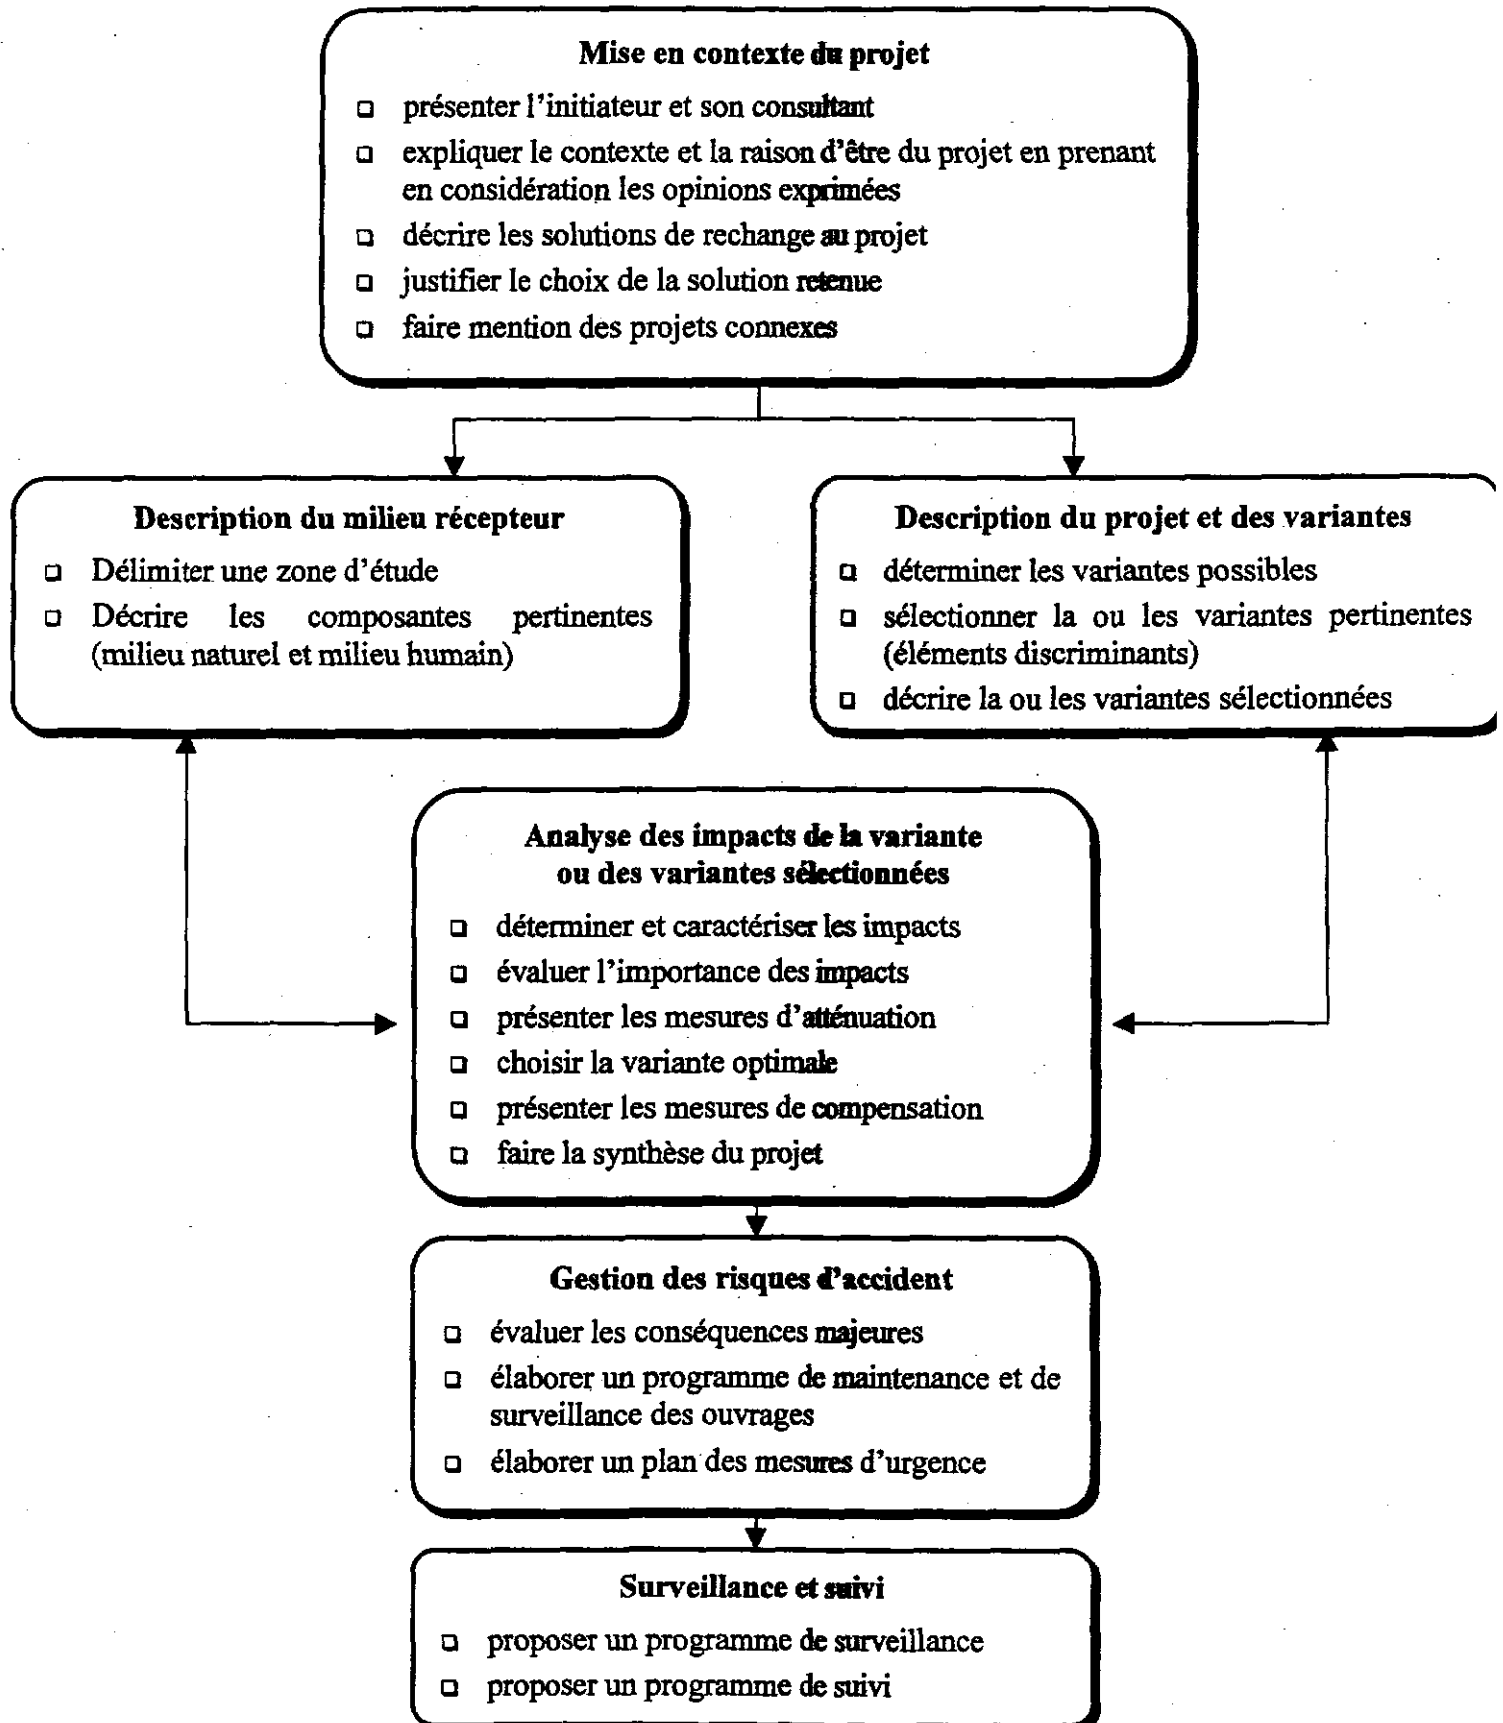 Mise en contexte du projet
❑ présenter l'initiateur et son consultant
❑ expliquer le contexte et la raison d'être du projet en prenant
en considération les opinions exprimées
❑ décrire les solutions de rechange au projet
❑ justifier le choix de la solution retenue
❑ faire mention des projets connexes
Description du milieu récepteur
❑ Délimiter une zone d'étude
❑ Décrire les composantes pertinentes
(milieu naturel et milieu humain)
Description du projet et des variantes
❑ déterminer les variantes possibles
❑ sélectionner la ou les variantes pertinentes
(éléments discriminants)
❑ décrire la ou les variantes sélectionnées
Analyse des impacts de la variante
ou des variantes sélectionnées
❑ déterminer et caractériser les impacts
❑ évaluer l'importance des impacts
❑ présenter les mesures d'atténuation
❑ choisir la variante optimale
❑ présenter les mesures de compensation
❑ faire la synthèse du projet
Gestion des risques d'accident
❑ évaluer les conséquences majeures
❑ élaborer un programme de maintenance et de
surveillance des ouvrages
❑ élaborer un plan des mesures d'urgence
Surveillance et suivi
❑ proposer un programme de surveillance
❑ proposer un programme de suivi